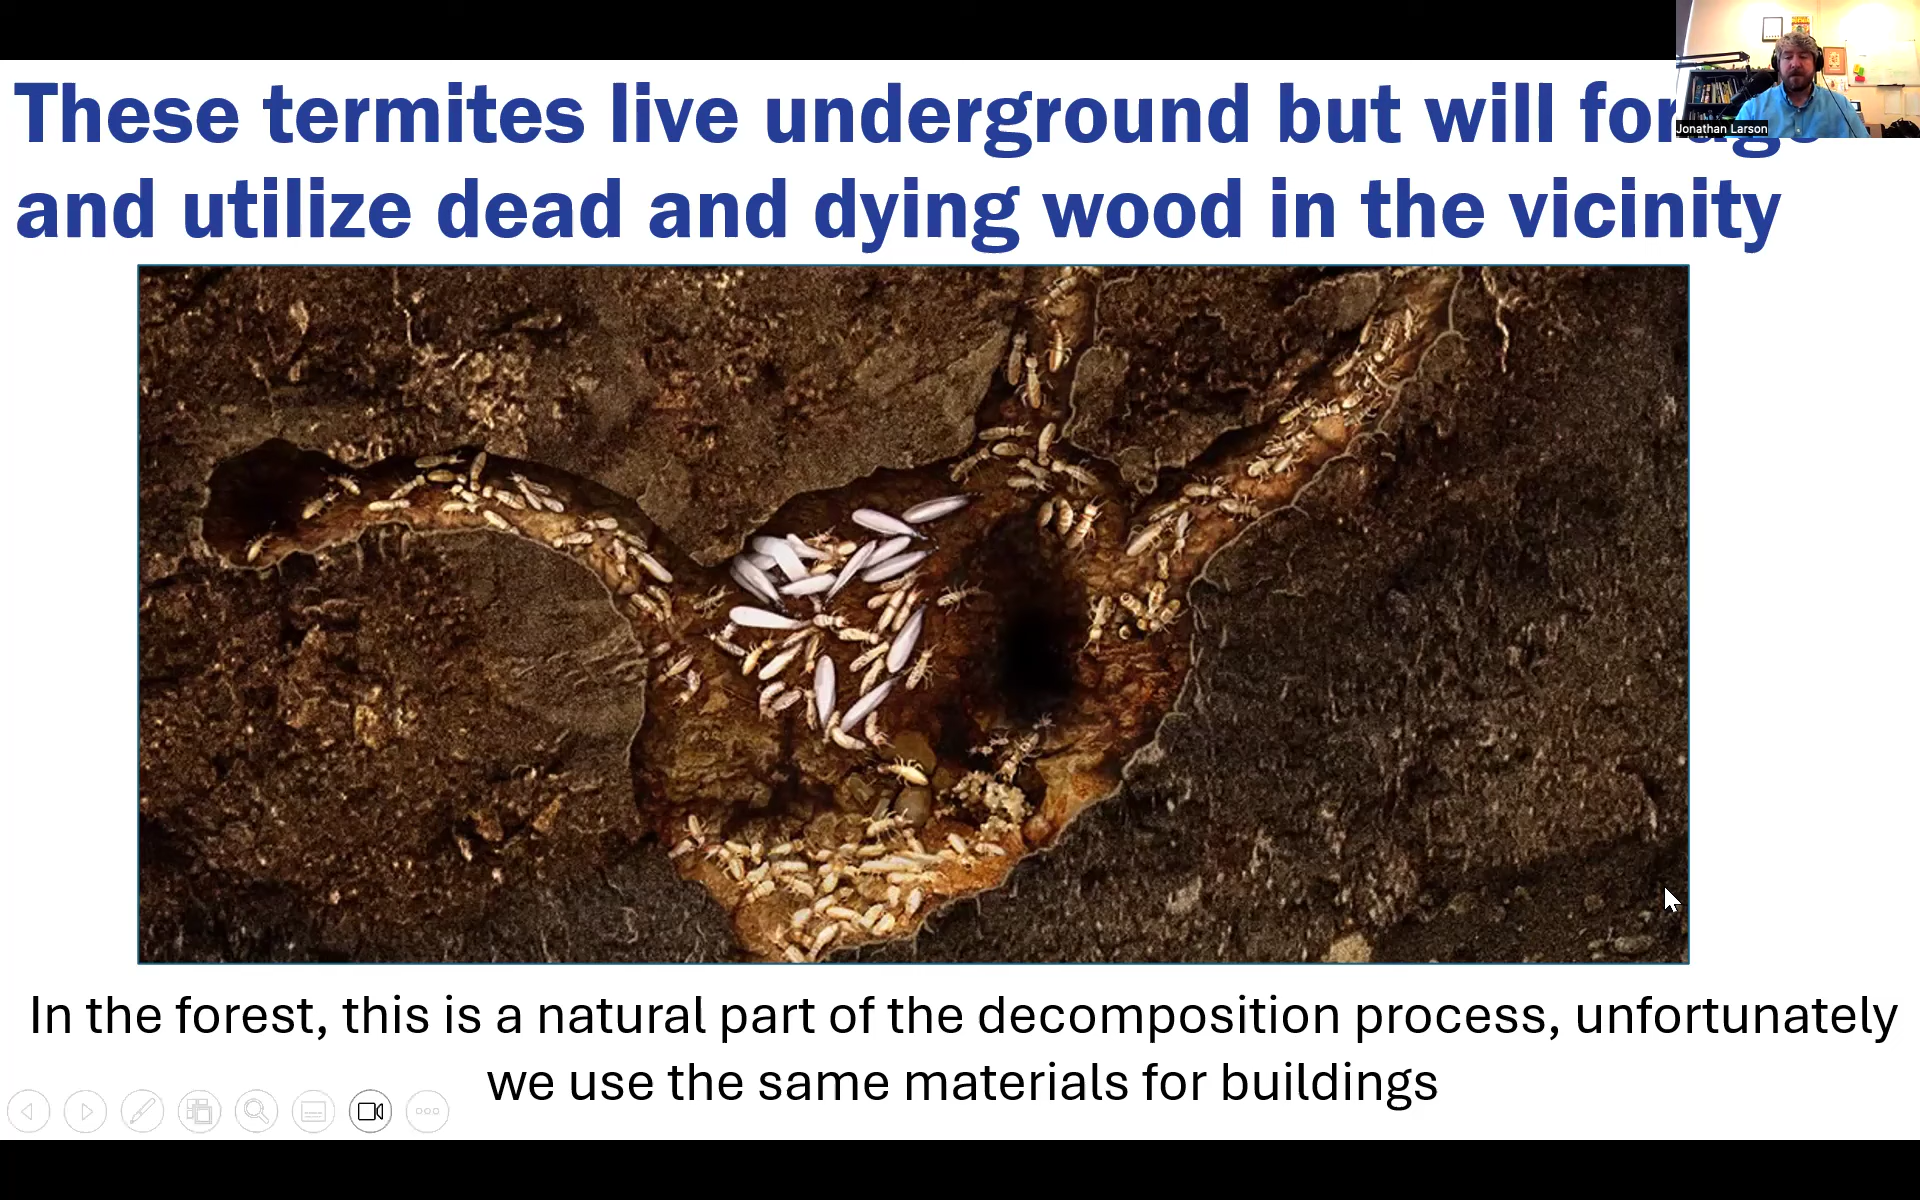 These termites live underground but will forage
and utilize dead and dying wood in the vicinity
Jonathan Larson
In the forest, this is a natural part of the decomposition process, unfortunately
we use the same materials for buildings